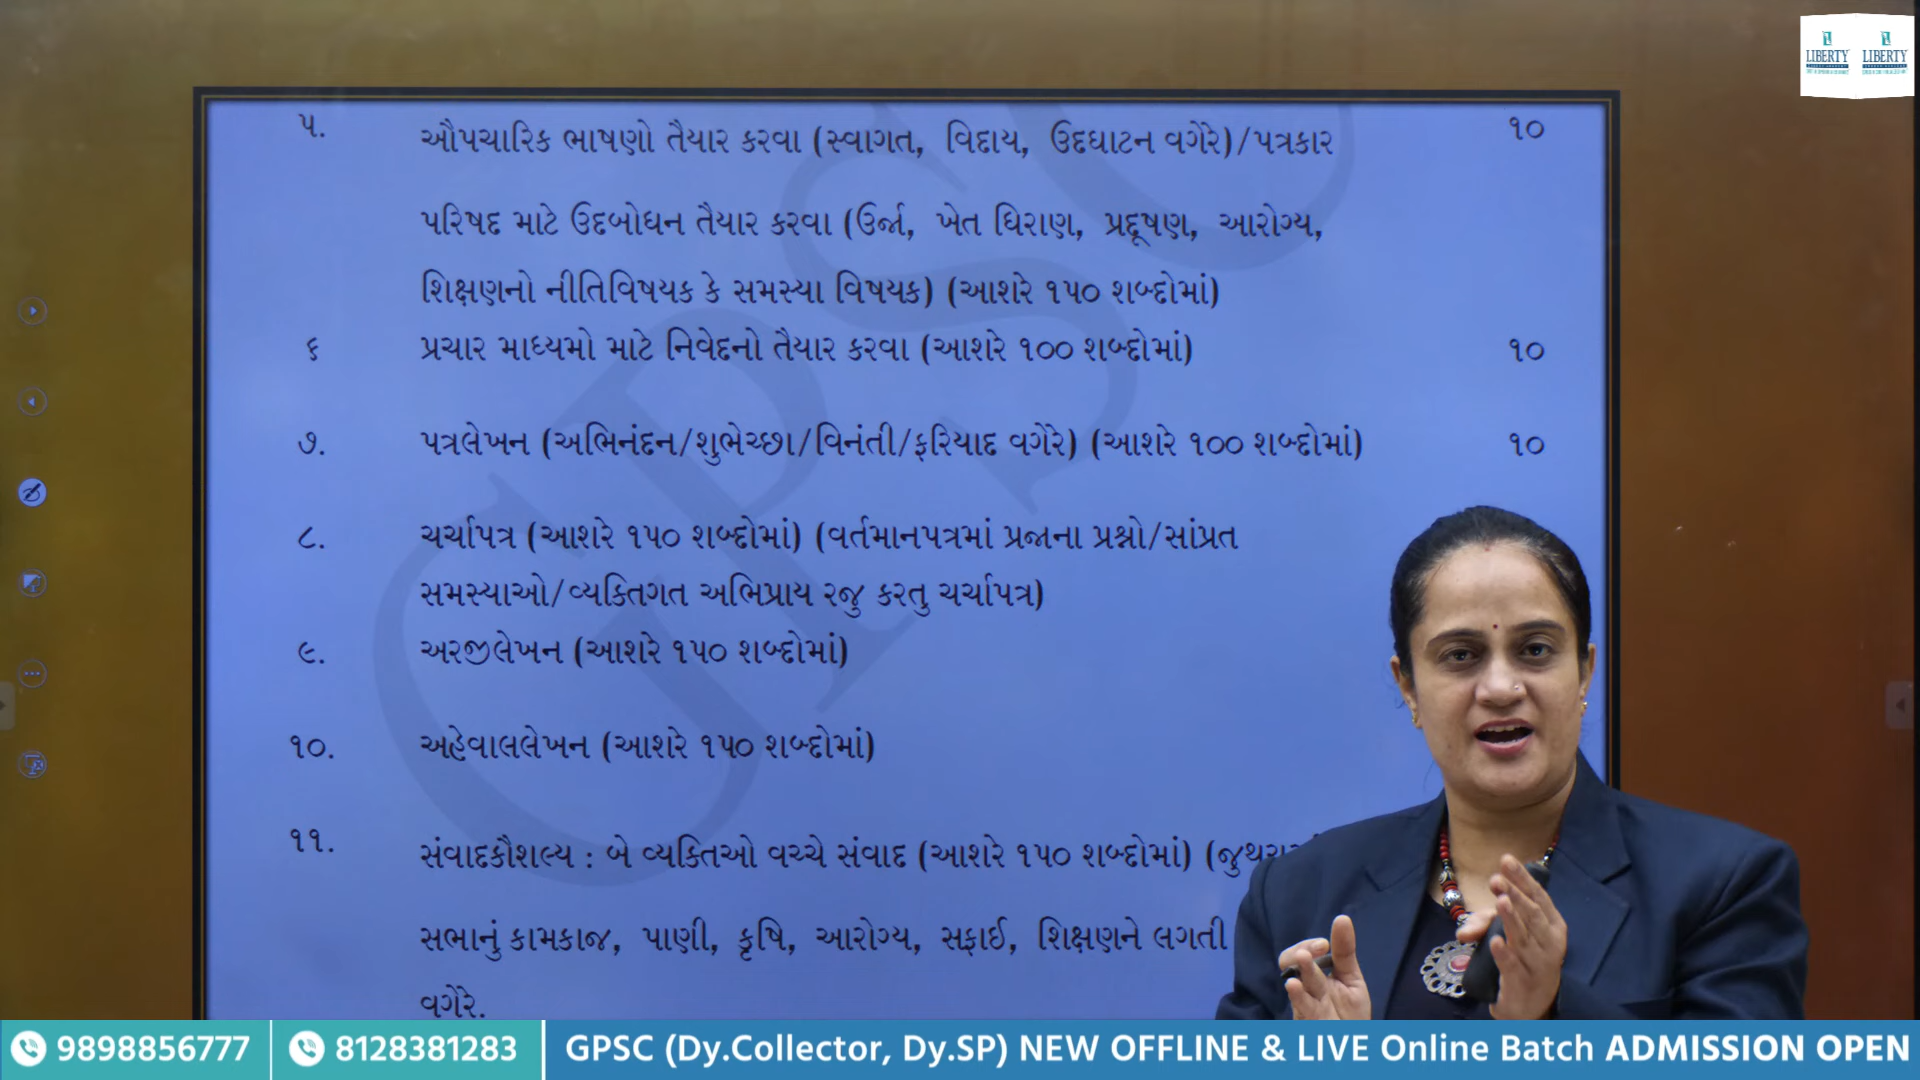 LIBERTY LIBERTY
૫. ઔપચારિક ભાષણો તૈયાર કરવા (સ્વાગત, વિદાય, ઉદઘાટન વગેરે)/પત્રકાર ૧૦
પરિષદ માટે ઉદબોધન તૈયાર કરવા (ઉર્જા, ખેત ધિરાણ, પ્રદૂષણ, આરોગ્ય,
શિક્ષણનો નીતિવિષયક કે સમસ્યા વિષયક) (આશરે ૧૫૦ શબ્દોમાં)
૬ પ્રચાર માધ્યમો માટે નિવેદનો તૈયાર કરવા (આશરે ૧૦૦ શબ્દોમાં) ૧૦
૭. પત્રલેખન (અભિનંદન/શુભેચ્છા/વિનંતી/ફરિયાદ વગેરે) (આશરે ૧૦૦ શબ્દોમાં) ૧૦
૮. ચર્ચાપત્ર (આશરે ૧૫૦ શબ્દોમાં) (વર્તમાનપત્રમાં પ્રજાના પ્રશ્નો/સાંપ્રત
સમસ્યાઓ/વ્યક્તિગત અભિપ્રાય રજુ કરતુ ચર્ચાપત્ર)
૯. અરજીલેખન (આશરે ૧૫૦ શબ્દોમાં)
૧૦. અહેવાલલેખન (આશરે ૧૫૦ શબ્દોમાં)
૧૧. સંવાદકૌશલ્ય : બે વ્યક્તિઓ વચ્ચે સંવાદ (આશરે ૧૫૦ શબ્દોમાં)
સભાનું કામકાજ, પાણી, કૃષિ, આરોગ્ય, સફાઈ, શિક્ષણને લગતી
વગેરે.
GPSC
9898856777 8128381283 GPSC (Dy.Collector, Dy.SP) NEW OFFLINE & LIVE Online Batch ADMISSION OPEN